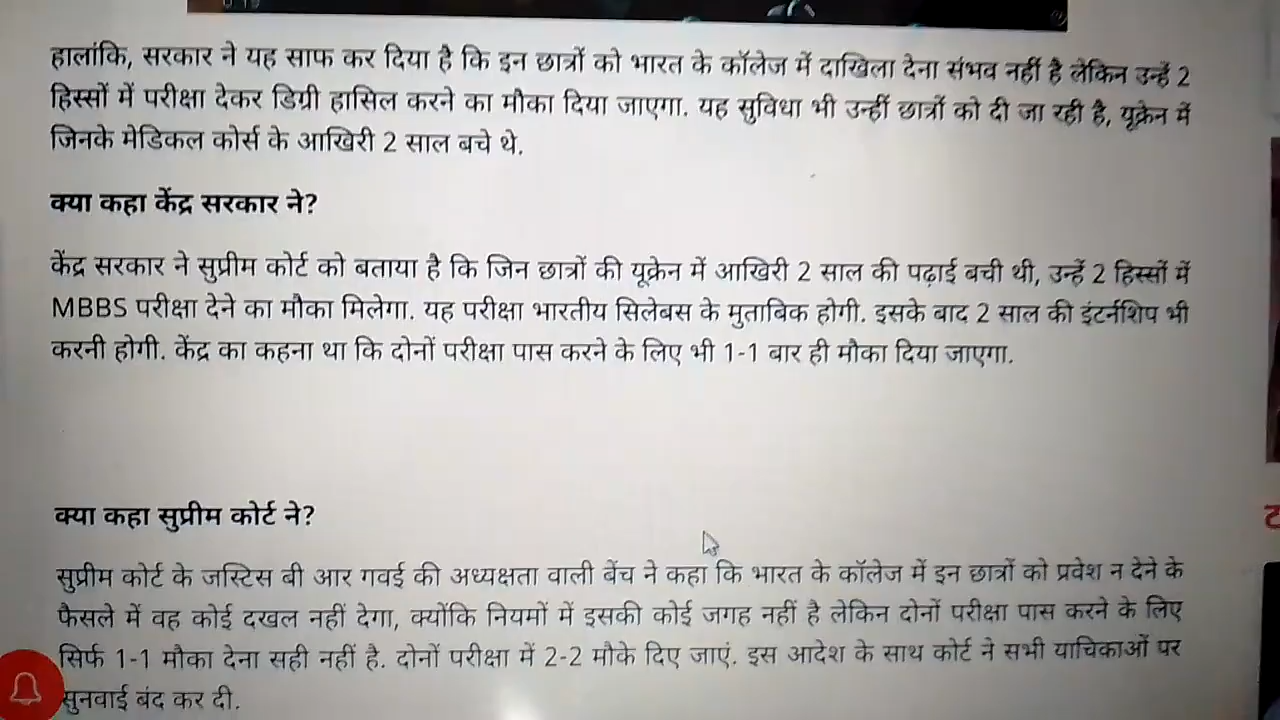 हालांकि, सरकार ने यह साफ कर दिया है कि इन छात्रों को भारत के कॉलेज में दाखिला देना संभव नहीं है लेकिन उन्हें 2
हिस्सों में परीक्षा देकर डिग्री हासिल करने का मौका दिया जाएगा. यह सुविधा भी उन्हीं छात्रों को दी जा रही है, यूक्रेन में
जिनके मेडिकल कोर्स के आखिरी 2 साल बचे थे.
क्या कहा केंद्र सरकार ने?
केंद्र सरकार ने सुप्रीम कोर्ट को बताया है कि जिन छात्रों की यूक्रेन में आखिरी 2 साल की पढ़ाई बची थी, उन्हें 2 हिस्सों में
MBBS परीक्षा देने का मौका मिलेगा. यह परीक्षा भारतीय सिलेबस के मुताबिक होगी. इसके बाद 2 साल की इंटर्नशिप भी
करनी होगी. केंद्र का कहना था कि दोनों परीक्षा पास करने के लिए भी 1-1 बार ही मौका दिया जाएगा.
क्या कहा सुप्रीम कोर्ट ने?
सुप्रीम कोर्ट के जस्टिस बी आर गवई की अध्यक्षता वाली बेंच ने कहा कि भारत के कॉलेज में इन छात्रों को प्रवेश न देने के
फैसले में वह कोई दखल नहीं देगा, क्योंकि नियमों में इसकी कोई जगह नहीं है लेकिन दोनों परीक्षा पास करने के लिए
सिर्फ 1-1 मौका देना सही नहीं है. दोनों परीक्षा में 2-2 मौके दिए जाएं. इस आदेश के साथ कोर्ट ने सभी याचिकाओं पर
सुनवाई बंद कर दी.